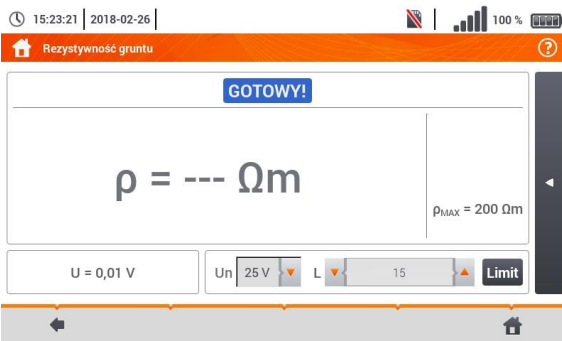 15:23:21 2018-02-26 100 %
Rezystywność gruntu ?
GOTOWY!
ρ = --- Ωm
ρMAX = 200 Ωm
U = 0,01 V Un 25 V L 15 Limit